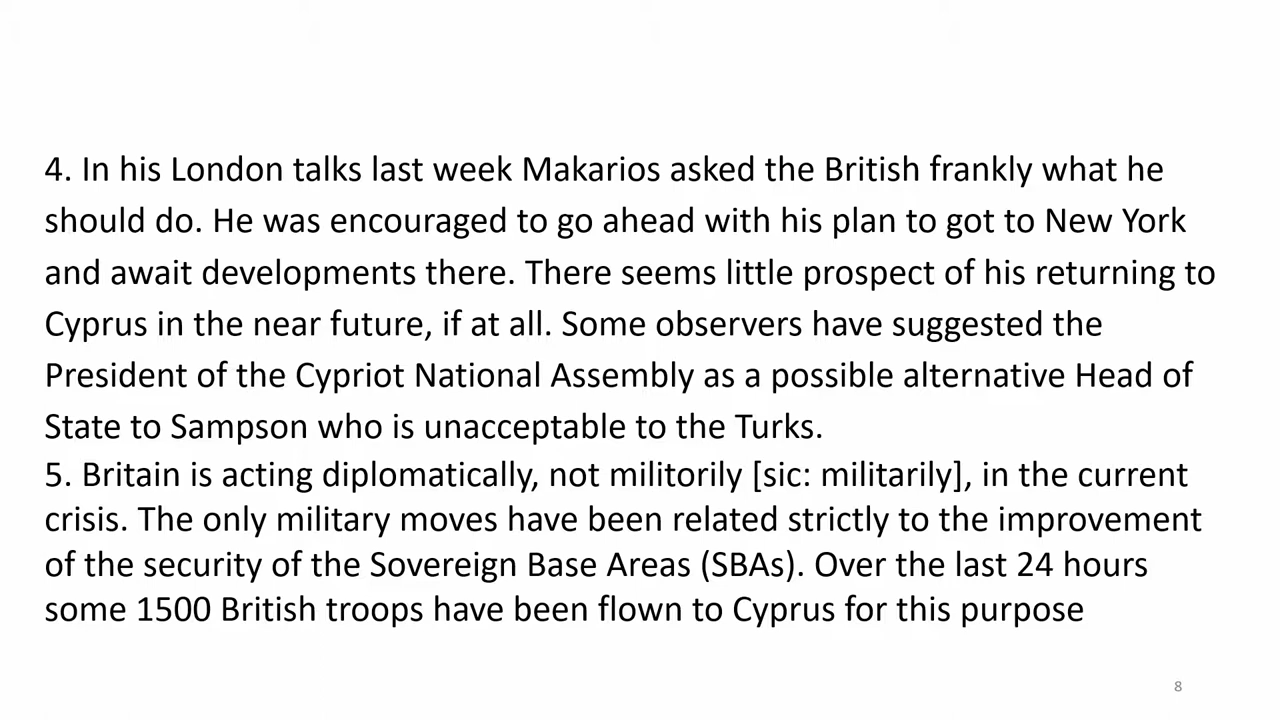 4. In his London talks last week Makarios asked the British frankly what he
should do. He was encouraged to go ahead with his plan to got to New York
and await developments there. There seems little prospect of his returning to
Cyprus in the near future, if at all. Some observers have suggested the
President of the Cypriot National Assembly as a possible alternative Head of
State to Sampson who is unacceptable to the Turks.
5. Britain is acting diplomatically, not militorily [sic: militarily], in the current
crisis. The only military moves have been related strictly to the improvement
of the security of the Sovereign Base Areas (SBAs). Over the last 24 hours
some 1500 British troops have been flown to Cyprus for this purpose
8